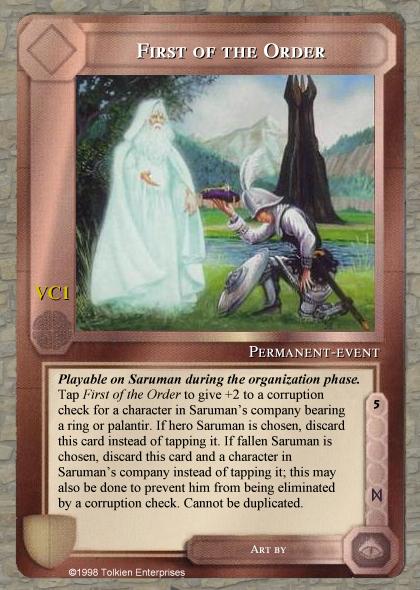 First of the Order
VC1
Permanent-event
Playable on Saruman during the organization phase.
Tap First of the Order to give +2 to a corruption
check for a character in Saruman's company bearing
a ring or palantir. If hero Saruman is chosen, discard
this card instead of tapping it. If fallen Saruman is
chosen, discard this card and a character in
Saruman's company instead of tapping it; this may
also be done to prevent him from being eliminated
by a corruption check. Cannot be duplicated.
5
Art by
©1998 Tolkien Enterprises